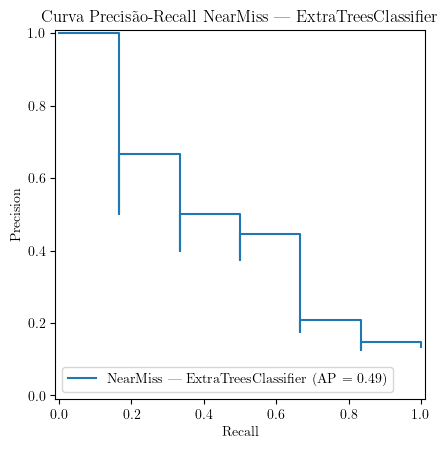 Curva Precisão-Recall NearMiss — ExtraTreesClassifier
1.0
0.8
0.6
0.4
0.2
0.0
Precision
NearMiss — ExtraTreesClassifier (AP = 0.49)
0.0 0.2 0.4 0.6 0.8 1.0
Recall